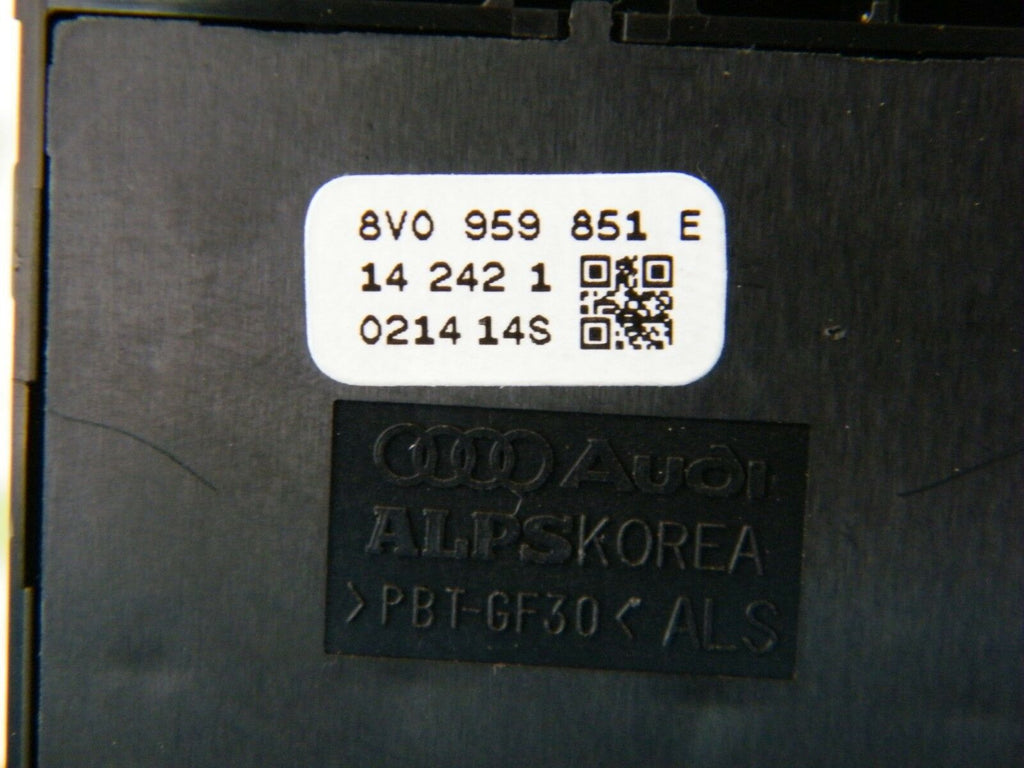 8V0 959 851 E
14 242 1
0214 14S
Audi
ALPSKOREA
>PBT-GF30< ALS